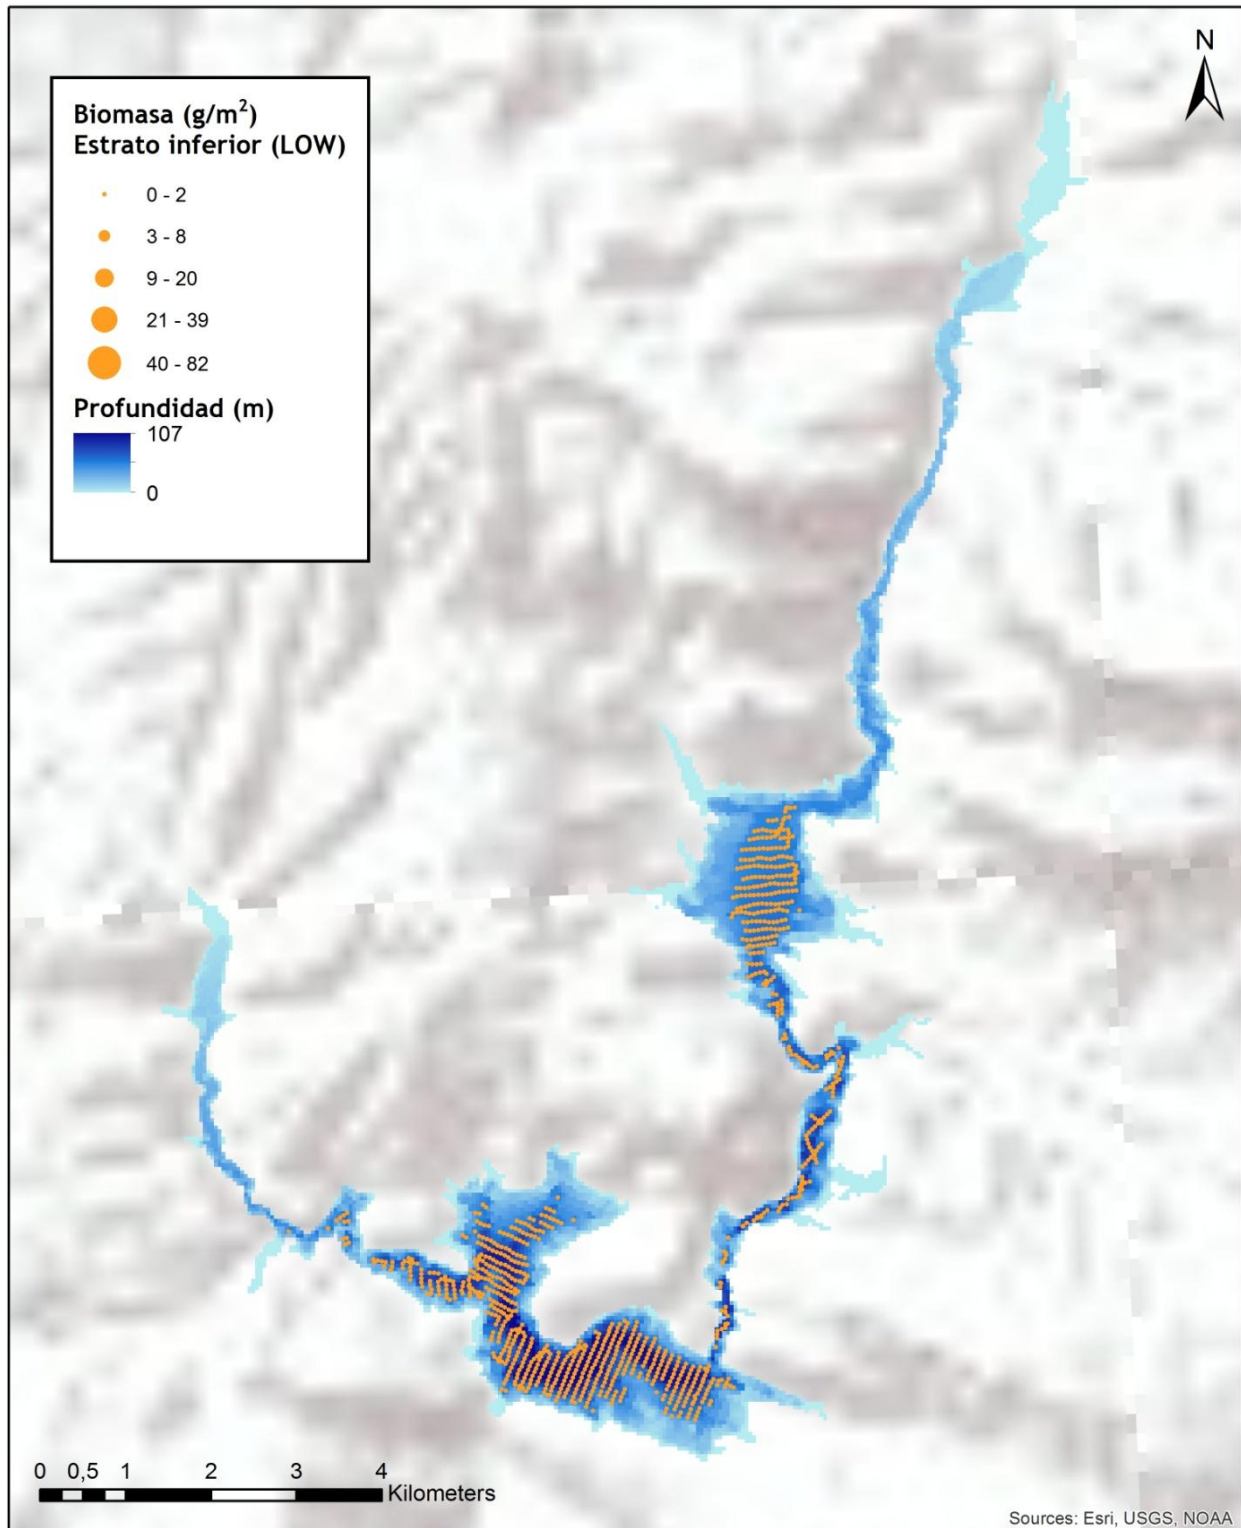 N
Biomasa (g/m²)
Estrato inferior (LOW)
0 - 2
3 - 8
9 - 20
21 - 39
40 - 82
Profundidad (m)
107
0
0 0,5 1 2 3 4
Kilometers
Sources: Esri, USGS, NOAA